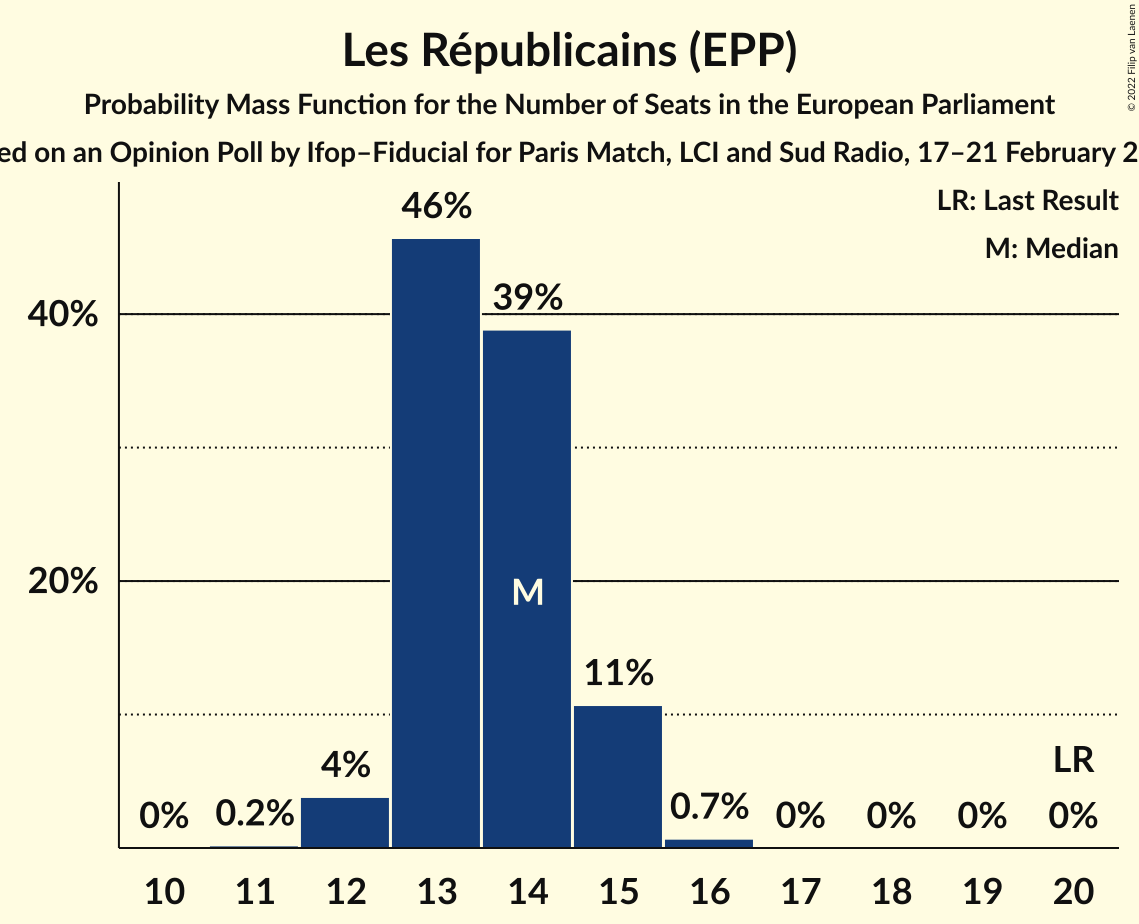 Les Républicains (EPP)
Probability Mass Function for the Number of Seats in the European Parliament
on an Opinion Poll by Ifop–Fiducial for Paris Match, LCI and Sud Radio, 17–21 February
© 2022 Filip van Laenen
LR: Last Result
M: Median
46%
39%
40%
20%
M
11%
4%
LR
0% 0.2% 0.7% 0% 0% 0% 0%
10 11 12 13 14 15 16 17 18 19 20